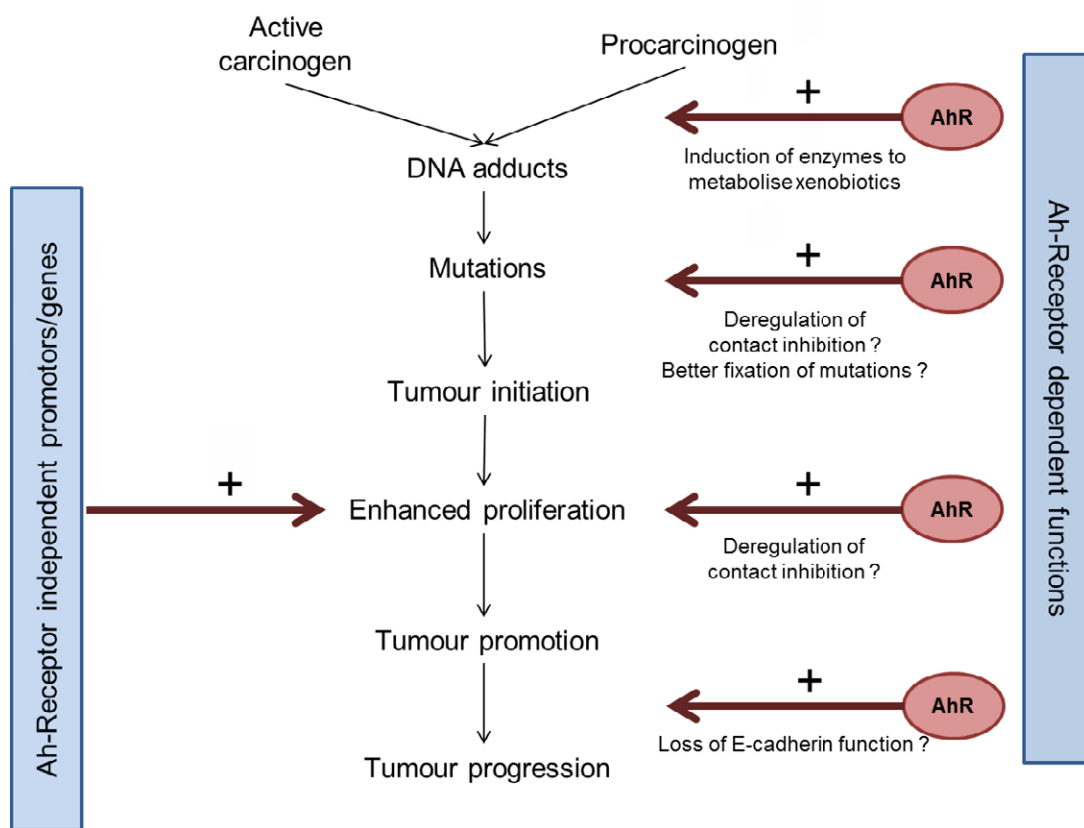 Active
carcinogen
Procarcinogen
+
AhR
Induction of enzymes to
metabolise xenobiotics
DNA adducts
+
AhR
Mutations
Deregulation of
contact inhibition ?
Better fixation of mutations ?
Tumour initiation
+
Enhanced proliferation
+
AhR
Deregulation of
contact inhibition ?
Tumour promotion
+
AhR
Loss of E-cadherin function ?
Tumour progression
Ah-Receptor independent promotors/genes
Ah-Receptor dependent functions